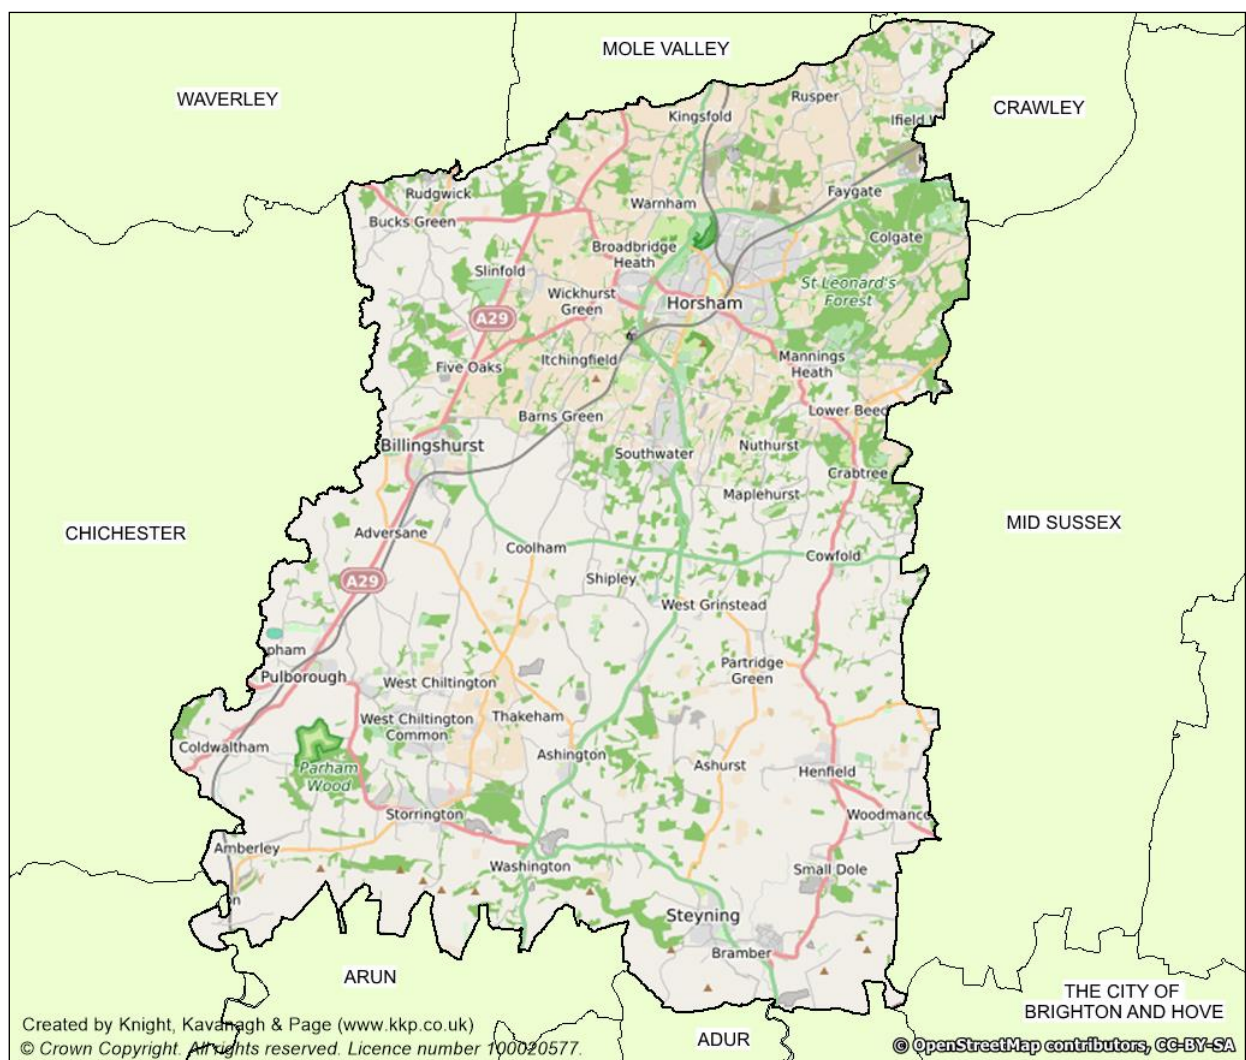 MOLE VALLEY
WAVERLEY
CRAWLEY
Rusper
Kingsfold
Ifield
Rudgwick
Faygate
Warnham
Bucks Green
Colgate
Broadbridge
Heath
Slinfold
St Leonard's
Forest
Wickhurst
Green
Horsham
A29
Itchingfield
Mannings
Heath
Five Oaks
Barns Green
Lower Beed
Billingshurst
Southwater
Nuthurst
Crabtree
Maplehurst
CHICHESTER
MID SUSSEX
Adversane
Coolham
Cowfold
A29
Shipley
West Grinstead
pham
Partridge
Green
Pulborough
West Chiltington
West Chiltington
Common
Thakeham
Coldwaltham
Ashington
Parham
Wood
Ashurst
Henfield
Storrington
Woodmance
Amberley
Washington
Small Dole
on
Steyning
Bramber
ARUN
THE CITY OF
BRIGHTON AND HOVE
ADUR
Created by Knight, Kavanagh & Page (www.kkp.co.uk)
© Crown Copyright. All rights reserved. Licence number 100020577.
© OpenStreetMap contributors, CC-BY-SA